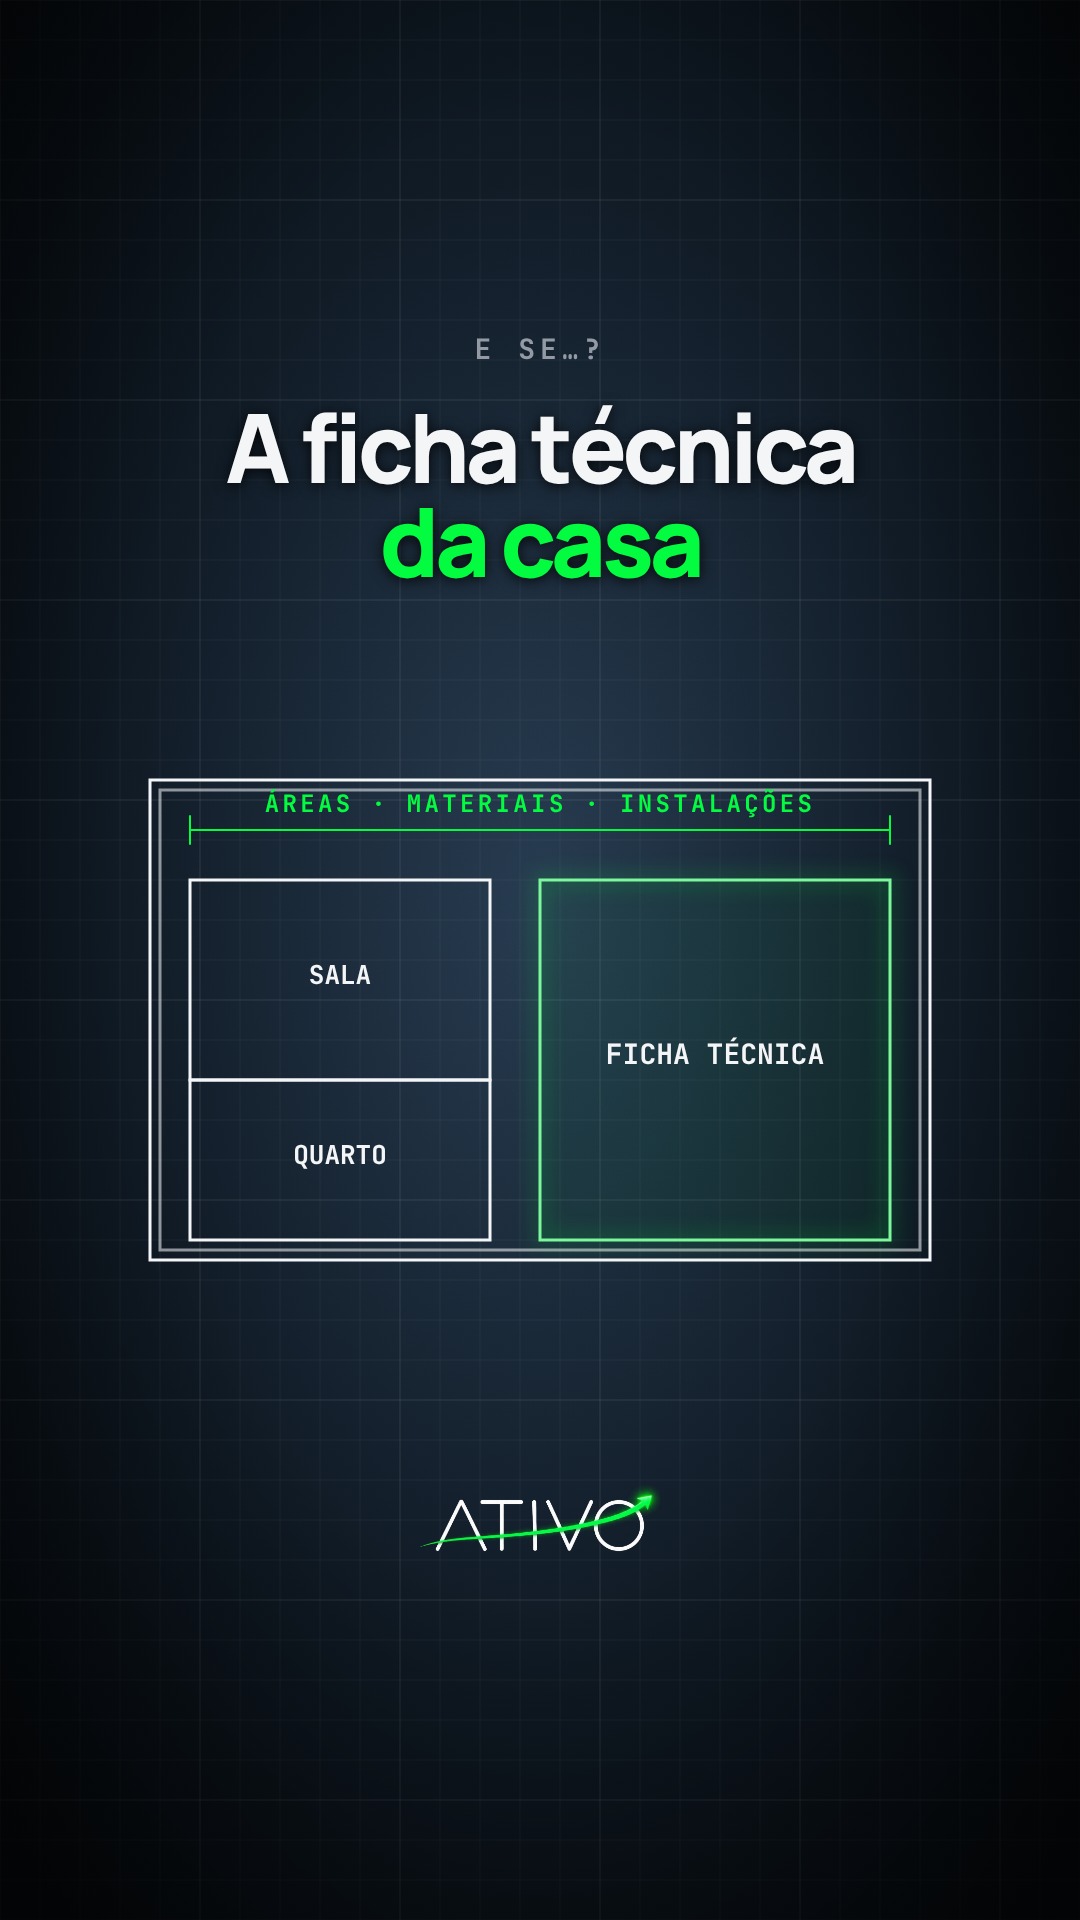 E SE…?
A ficha técnica
da casa
ÁREAS · MATERIAIS · INSTALAÇÕES
SALA
FICHA TÉCNICA
QUARTO
ATIVO